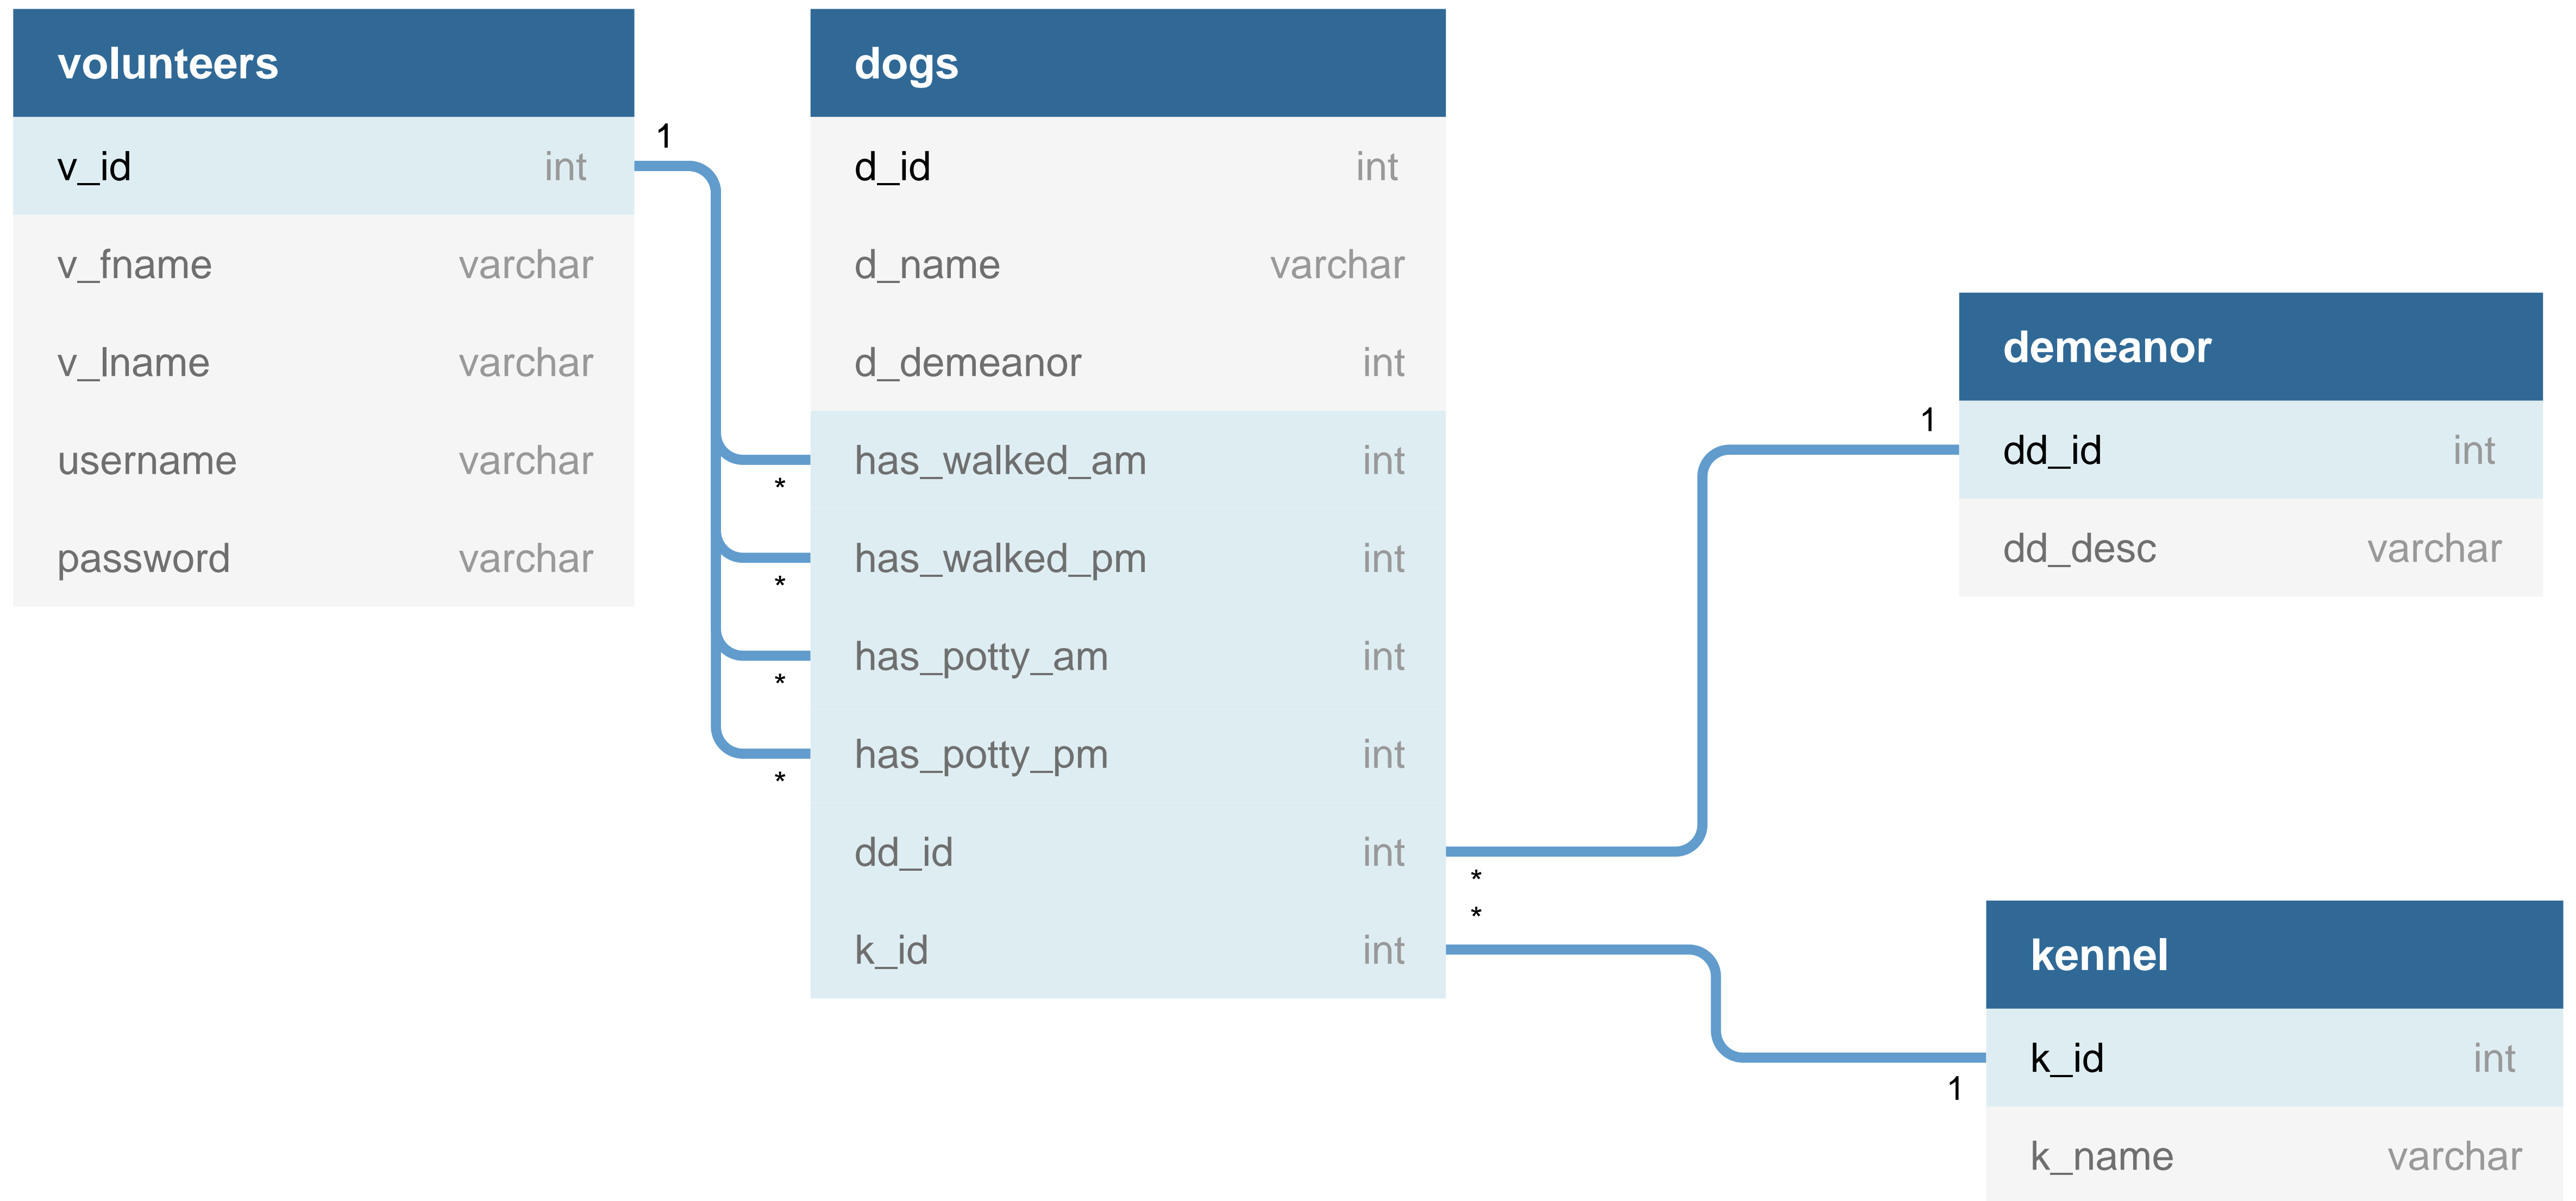 volunteers
v_id int
v_fname varchar
v_lname varchar
username varchar
password varchar
1
*
*
*
*
dogs
d_id int
d_name varchar
d_demeanor int
has_walked_am int
has_walked_pm int
has_potty_am int
has_potty_pm int
dd_id int
k_id int
*
*
1
demeanor
dd_id int
dd_desc varchar
1
kennel
k_id int
k_name varchar